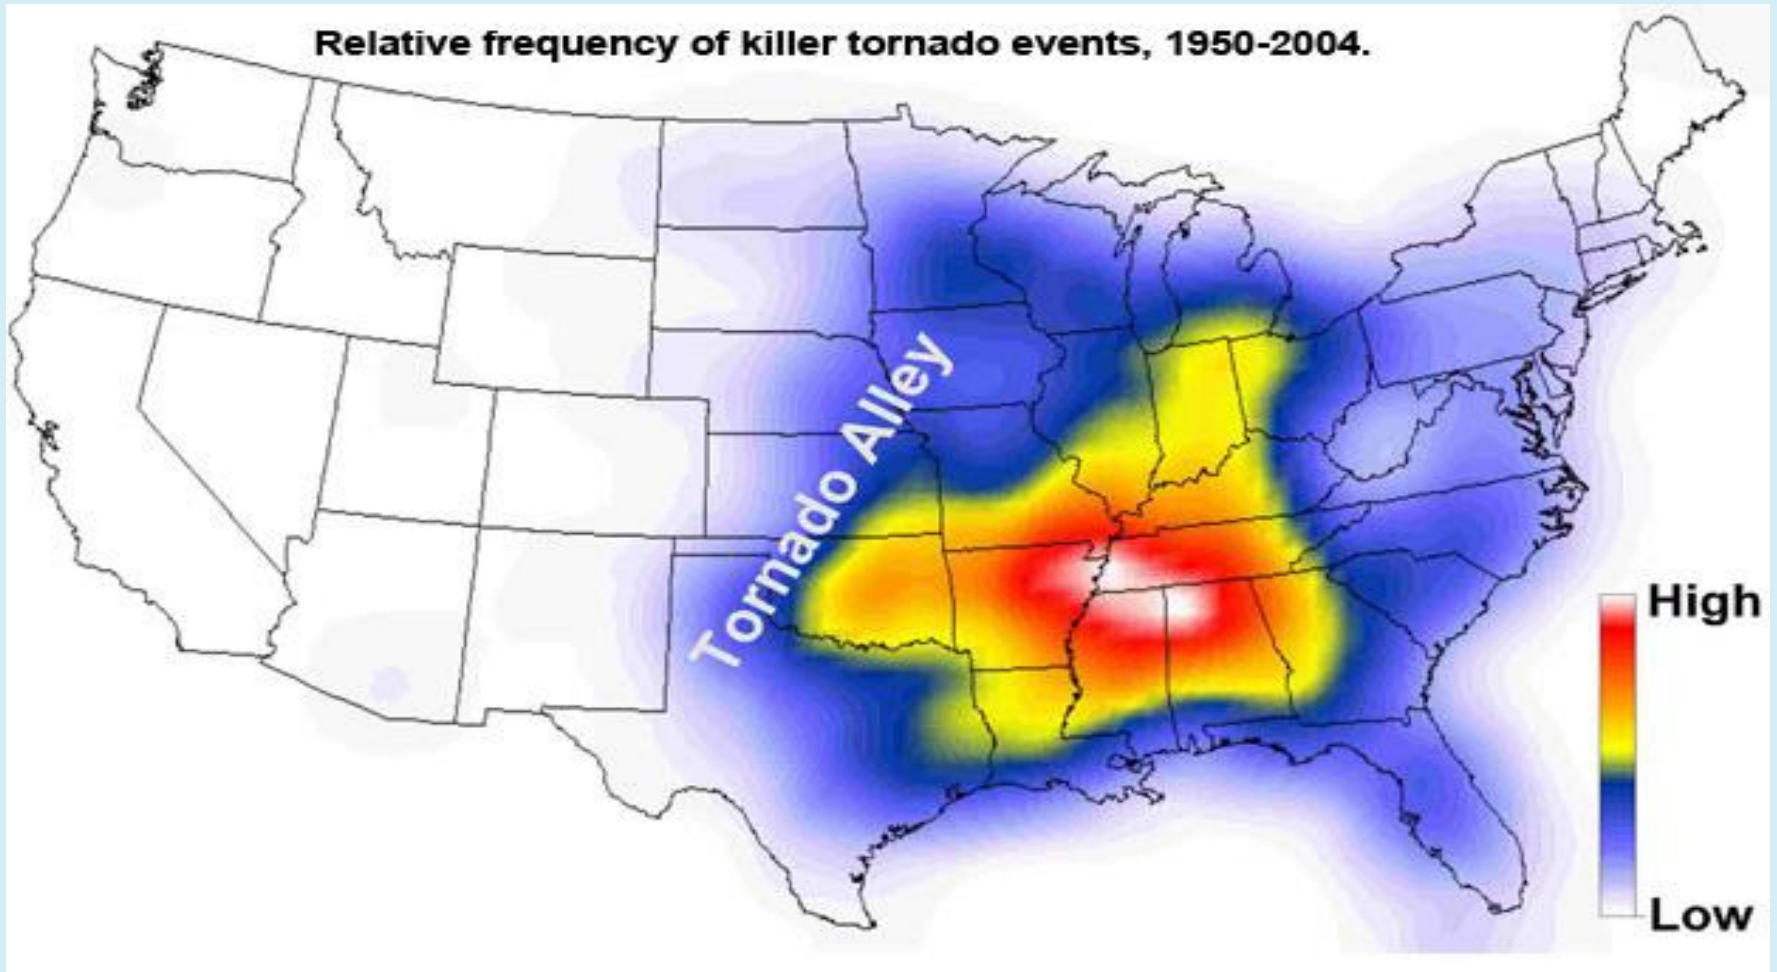 Relative frequency of killer tornado events, 1950-2004.
Tornado Alley
High
Low